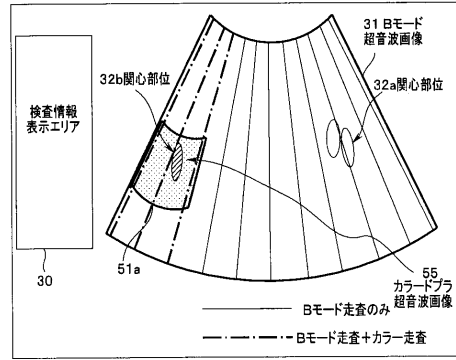 31 Bモード
超音波画像
32b関心部位
32a関心部位
検査情報
表示エリア
30
51a
55
カラードプラ
超音波画像
Bモード走査のみ
Bモード走査+カラー走査